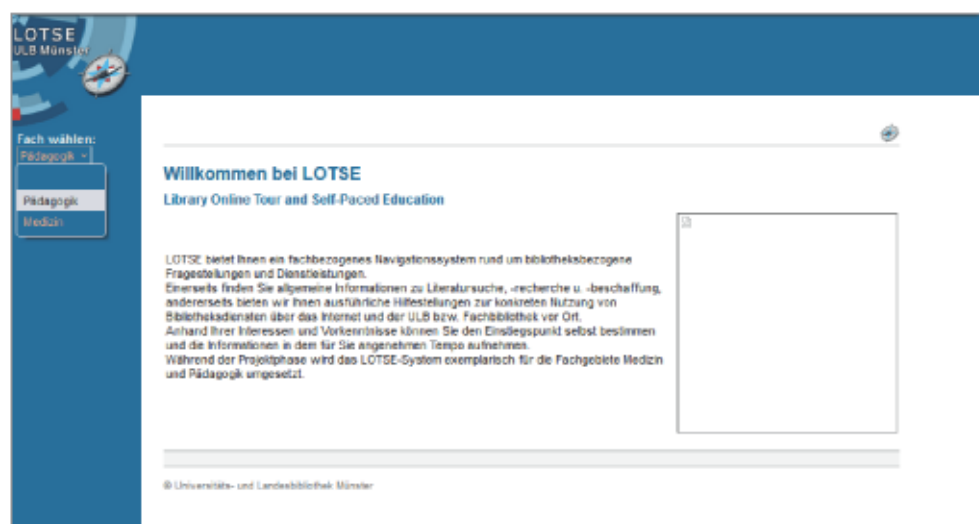 LOTSE
ULB Münster
Fach wählen:
Pädagogik
Pädagogik
Medizin
Willkommen bei LOTSE
Library Online Tour and Self-Paced Education
LOTSE bietet Ihnen ein fachbezogenes Navigationssystem rund um bibliotheksbezogene
Fragestellungen und Dienstleistungen.
Einerseits finden Sie allgemeine Informationen zu Literatursuche, -recherche u. -beschaffung,
andererseits bieten wir Ihnen ausführliche Hilfestellungen zur konkreten Nutzung von
Bibliotheksdiensten über das Internet und der ULB bzw. Fachbibliothek vor Ort.
Anhand Ihrer Interessen und Vorkenntnisse können Sie den Einstiegspunkt selbst bestimmen
und die Informationen in dem für Sie angenehmen Tempo aufnehmen.
Während der Projektphase wird das LOTSE-System exemplarisch für die Fachgebiete Medizin
und Pädagogik umgesetzt.
© Universitäts- und Landesbibliothek Münster